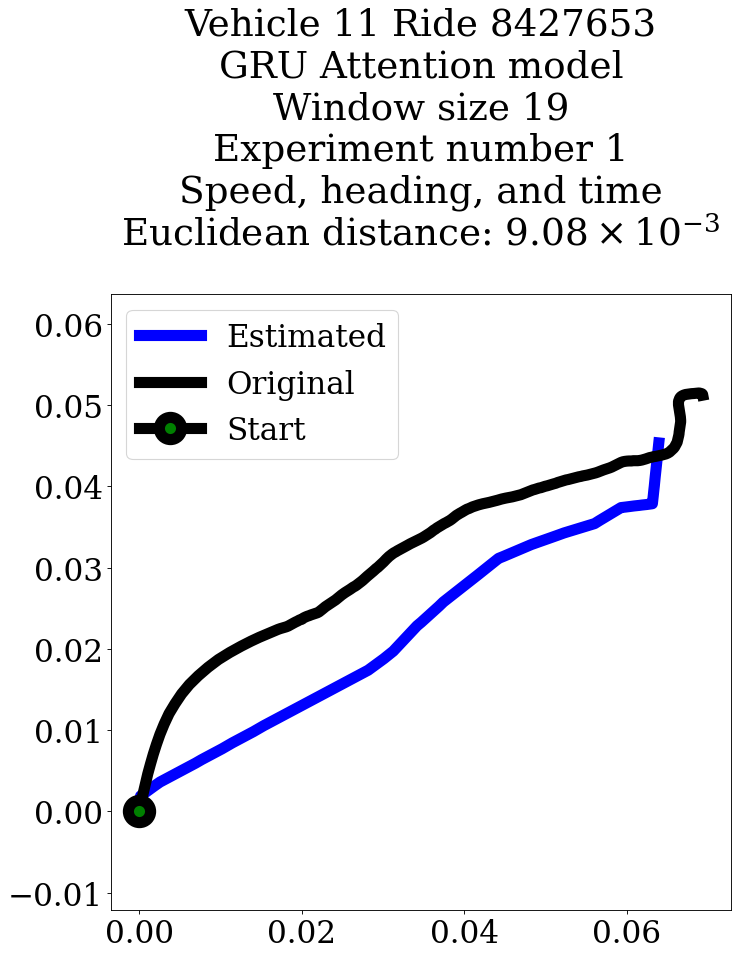 Vehicle 11 Ride 8427653
GRU Attention model
Window size 19
Experiment number 1
Speed, heading, and time
Euclidean distance: 9.08 × 10⁻³
Estimated
Original
Start
0.06
0.05
0.04
0.03
0.02
0.01
0.00
−0.01
0.00 0.02 0.04 0.06